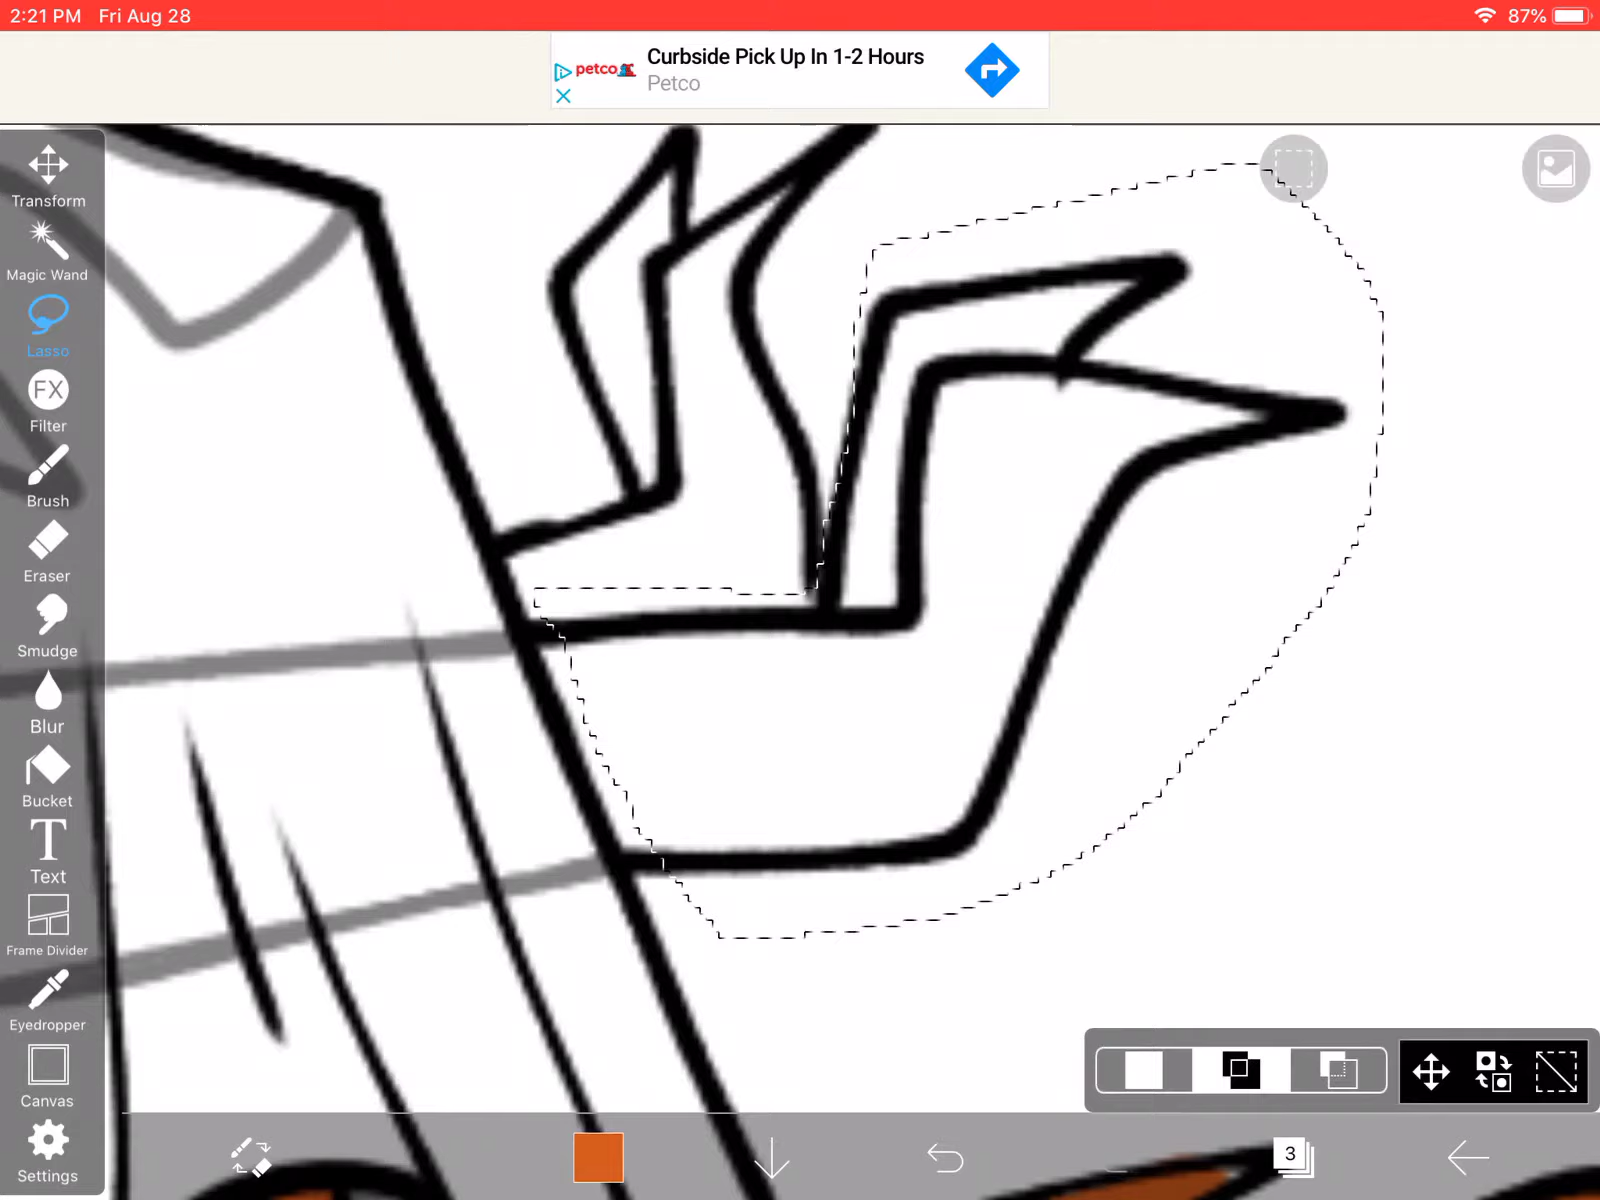 2:21 PM Fri Aug 28
87%
Curbside Pick Up In 1-2 Hours
petco
Petco
Transform
Magic Wand
Lasso
FX
Filter
Brush
Eraser
Smudge
Blur
Bucket
T
Text
Frame Divider
Eyedropper
Canvas
Settings
3